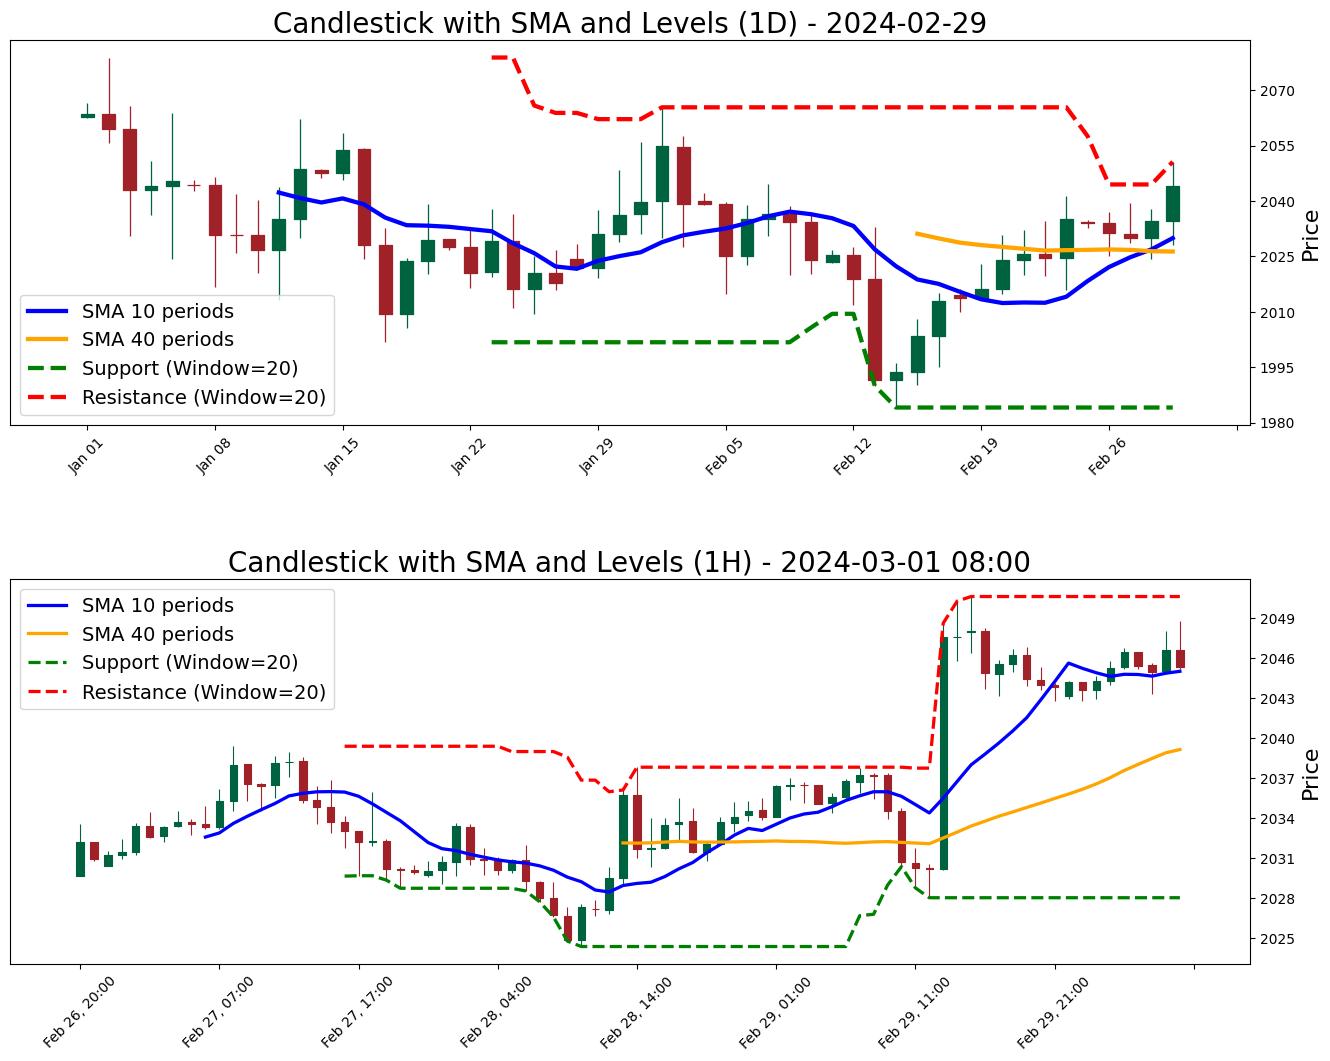 Candlestick with SMA and Levels (1D) - 2024-02-29
SMA 10 periods
SMA 40 periods
Support (Window=20)
Resistance (Window=20)
2070
2055
2040
2025
2010
1995
1980
Price
Jan 01
Jan 08
Jan 15
Jan 22
Jan 29
Feb 05
Feb 12
Feb 19
Feb 26
Candlestick with SMA and Levels (1H) - 2024-03-01 08:00
SMA 10 periods
SMA 40 periods
Support (Window=20)
Resistance (Window=20)
2049
2046
2043
2040
2037
2034
2031
2028
2025
Price
Feb 26, 20:00
Feb 27, 07:00
Feb 27, 17:00
Feb 28, 04:00
Feb 28, 14:00
Feb 29, 01:00
Feb 29, 11:00
Feb 29, 21:00